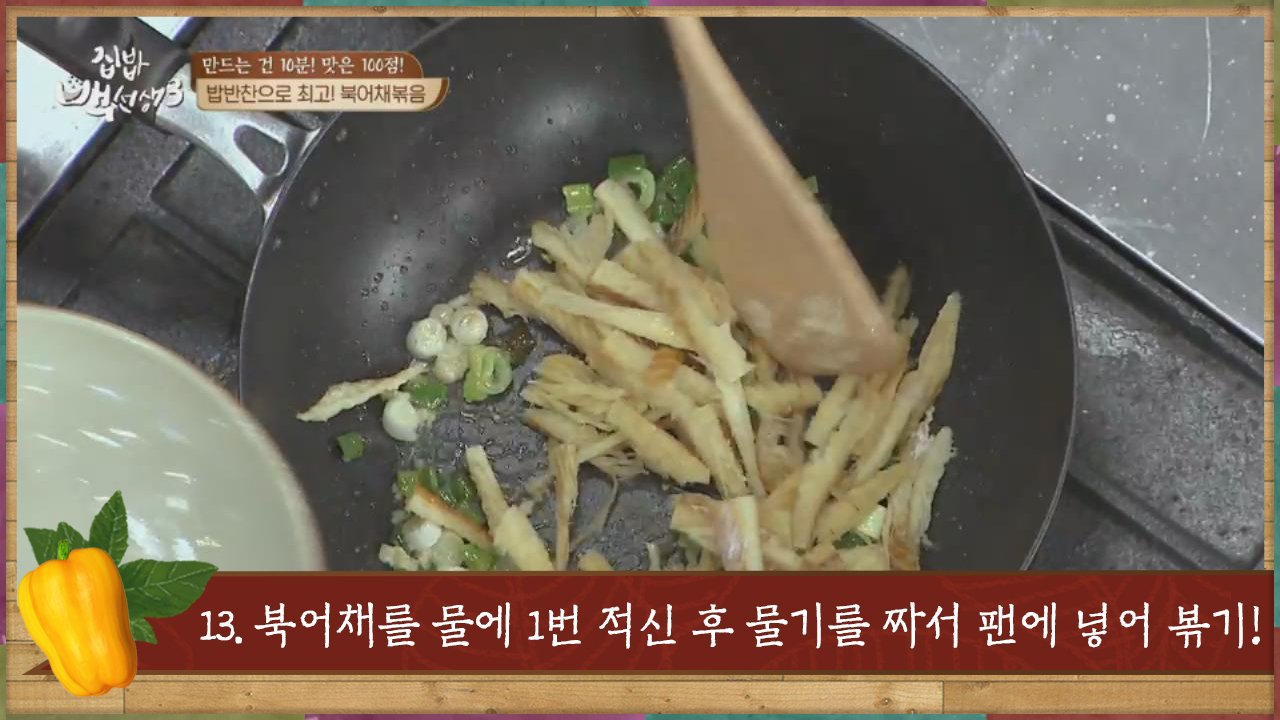 집밥
백선생3
만드는 건 10분! 맛은 100점!
밥반찬으로 최고! 북어채볶음
13. 북어채를 물에 1번 적신 후 물기를 짜서 팬에 넣어 볶기!